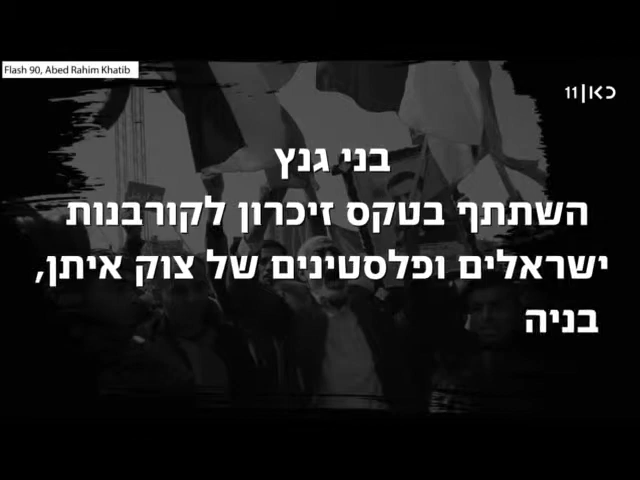 Flash 90, Abed Rahim Khatib
כאן 11
בני גנץ
השתתף בטקס זיכרון לקורבנות
ישראלים ופלסטינים של צוק איתן,
בניה